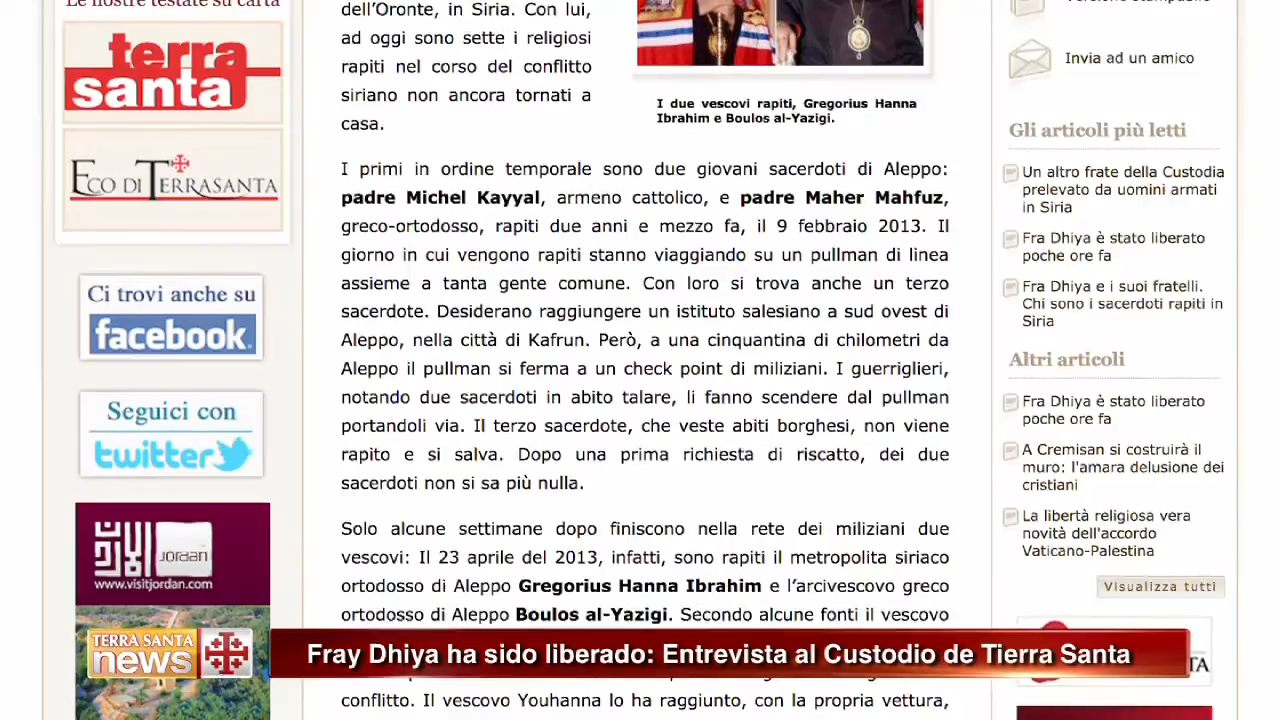 Le nostre testate su carta
terra
santa
ECO DI TERRASANTA
Ci trovi anche su
facebook.
Seguici con
twitter
Jordan
www.visitjordan.com
dell'Oronte, in Siria. Con lui,
ad oggi sono sette i religiosi
rapiti nel corso del conflitto
siriano non ancora tornati a
casa.
I due vescovi rapiti, Gregorius Hanna
Ibrahim e Boulos al-Yazigi.
I primi in ordine temporale sono due giovani sacerdoti di Aleppo:
padre Michel Kayyal, armeno cattolico, e padre Maher Mahfuz,
greco-ortodosso, rapiti due anni e mezzo fa, il 9 febbraio 2013. Il
giorno in cui vengono rapiti stanno viaggiando su un pullman di linea
assieme a tanta gente comune. Con loro si trova anche un terzo
sacerdote. Desiderano raggiungere un istituto salesiano a sud ovest di
Aleppo, nella città di Kafrun. Però, a una cinquantina di chilometri da
Aleppo il pullman si ferma a un check point di miliziani. I guerriglieri,
notando due sacerdoti in abito talare, li fanno scendere dal pullman
portandoli via. Il terzo sacerdote, che veste abiti borghesi, non viene
rapito e si salva. Dopo una prima richiesta di riscatto, dei due
sacerdoti non si sa più nulla.
Solo alcune settimane dopo finiscono nella rete dei miliziani due
vescovi: Il 23 aprile del 2013, infatti, sono rapiti il metropolita siriaco
ortodosso di Aleppo Gregorius Hanna Ibrahim e l'arcivescovo greco
ortodosso di Aleppo Boulos al-Yazigi. Secondo alcune fonti il vescovo
conflitto. Il vescovo Youhanna lo ha raggiunto, con la propria vettura,
Versione stampabile
Invia ad un amico
Gli articoli più letti
Un altro frate della Custodia
prelevato da uomini armati
in Siria
Fra Dhiya è stato liberato
poche ore fa
Fra Dhiya e i suoi fratelli.
Chi sono i sacerdoti rapiti in
Siria
Altri articoli
Fra Dhiya è stato liberato
poche ore fa
A Cremisan si costruirà il
muro: l'amara delusione dei
cristiani
La libertà religiosa vera
novità dell'accordo
Vaticano-Palestina
Visualizza tutti
TERRA SANTA
news
Fray Dhiya ha sido liberado: Entrevista al Custodio de Tierra Santa